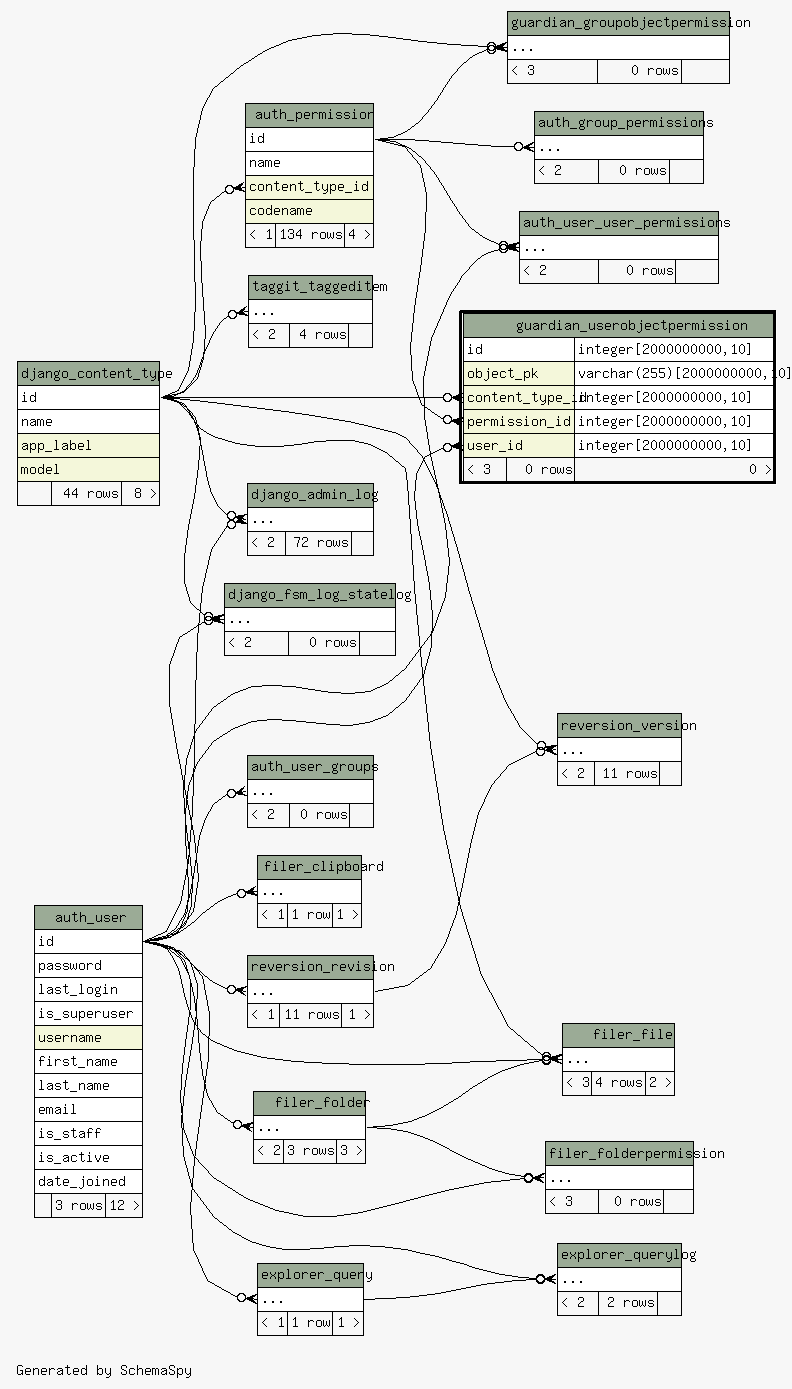 guardian_groupobjectpermission
...
< 3 0 rows
auth_permission
id
name
content_type_id
codename
< 1 134 rows 4 >
auth_group_permissions
...
< 2 0 rows
auth_user_user_permissions
...
< 2 0 rows
taggit_taggeditem
...
< 2 4 rows
guardian_userobjectpermission
id integer[2000000000,10]
object_pk varchar(255)[2000000000,10]
content_type_id integer[2000000000,10]
permission_id integer[2000000000,10]
user_id integer[2000000000,10]
< 3 0 rows 0 >
django_content_type
id
name
app_label
model
44 rows 8 >
django_admin_log
...
< 2 72 rows
django_fsm_log_statelog
...
< 2 0 rows
reversion_version
...
< 2 11 rows
auth_user_groups
...
< 2 0 rows
filer_clipboard
...
< 1 1 row 1 >
auth_user
id
password
last_login
is_superuser
username
first_name
last_name
email
is_staff
is_active
date_joined
3 rows 12 >
reversion_revision
...
< 1 11 rows 1 >
filer_file
...
< 3 4 rows 2 >
filer_folder
...
< 2 3 rows 3 >
filer_folderpermission
...
< 3 0 rows
explorer_querylog
...
< 2 2 rows
explorer_query
...
< 1 1 row 1 >
Generated by SchemaSpy